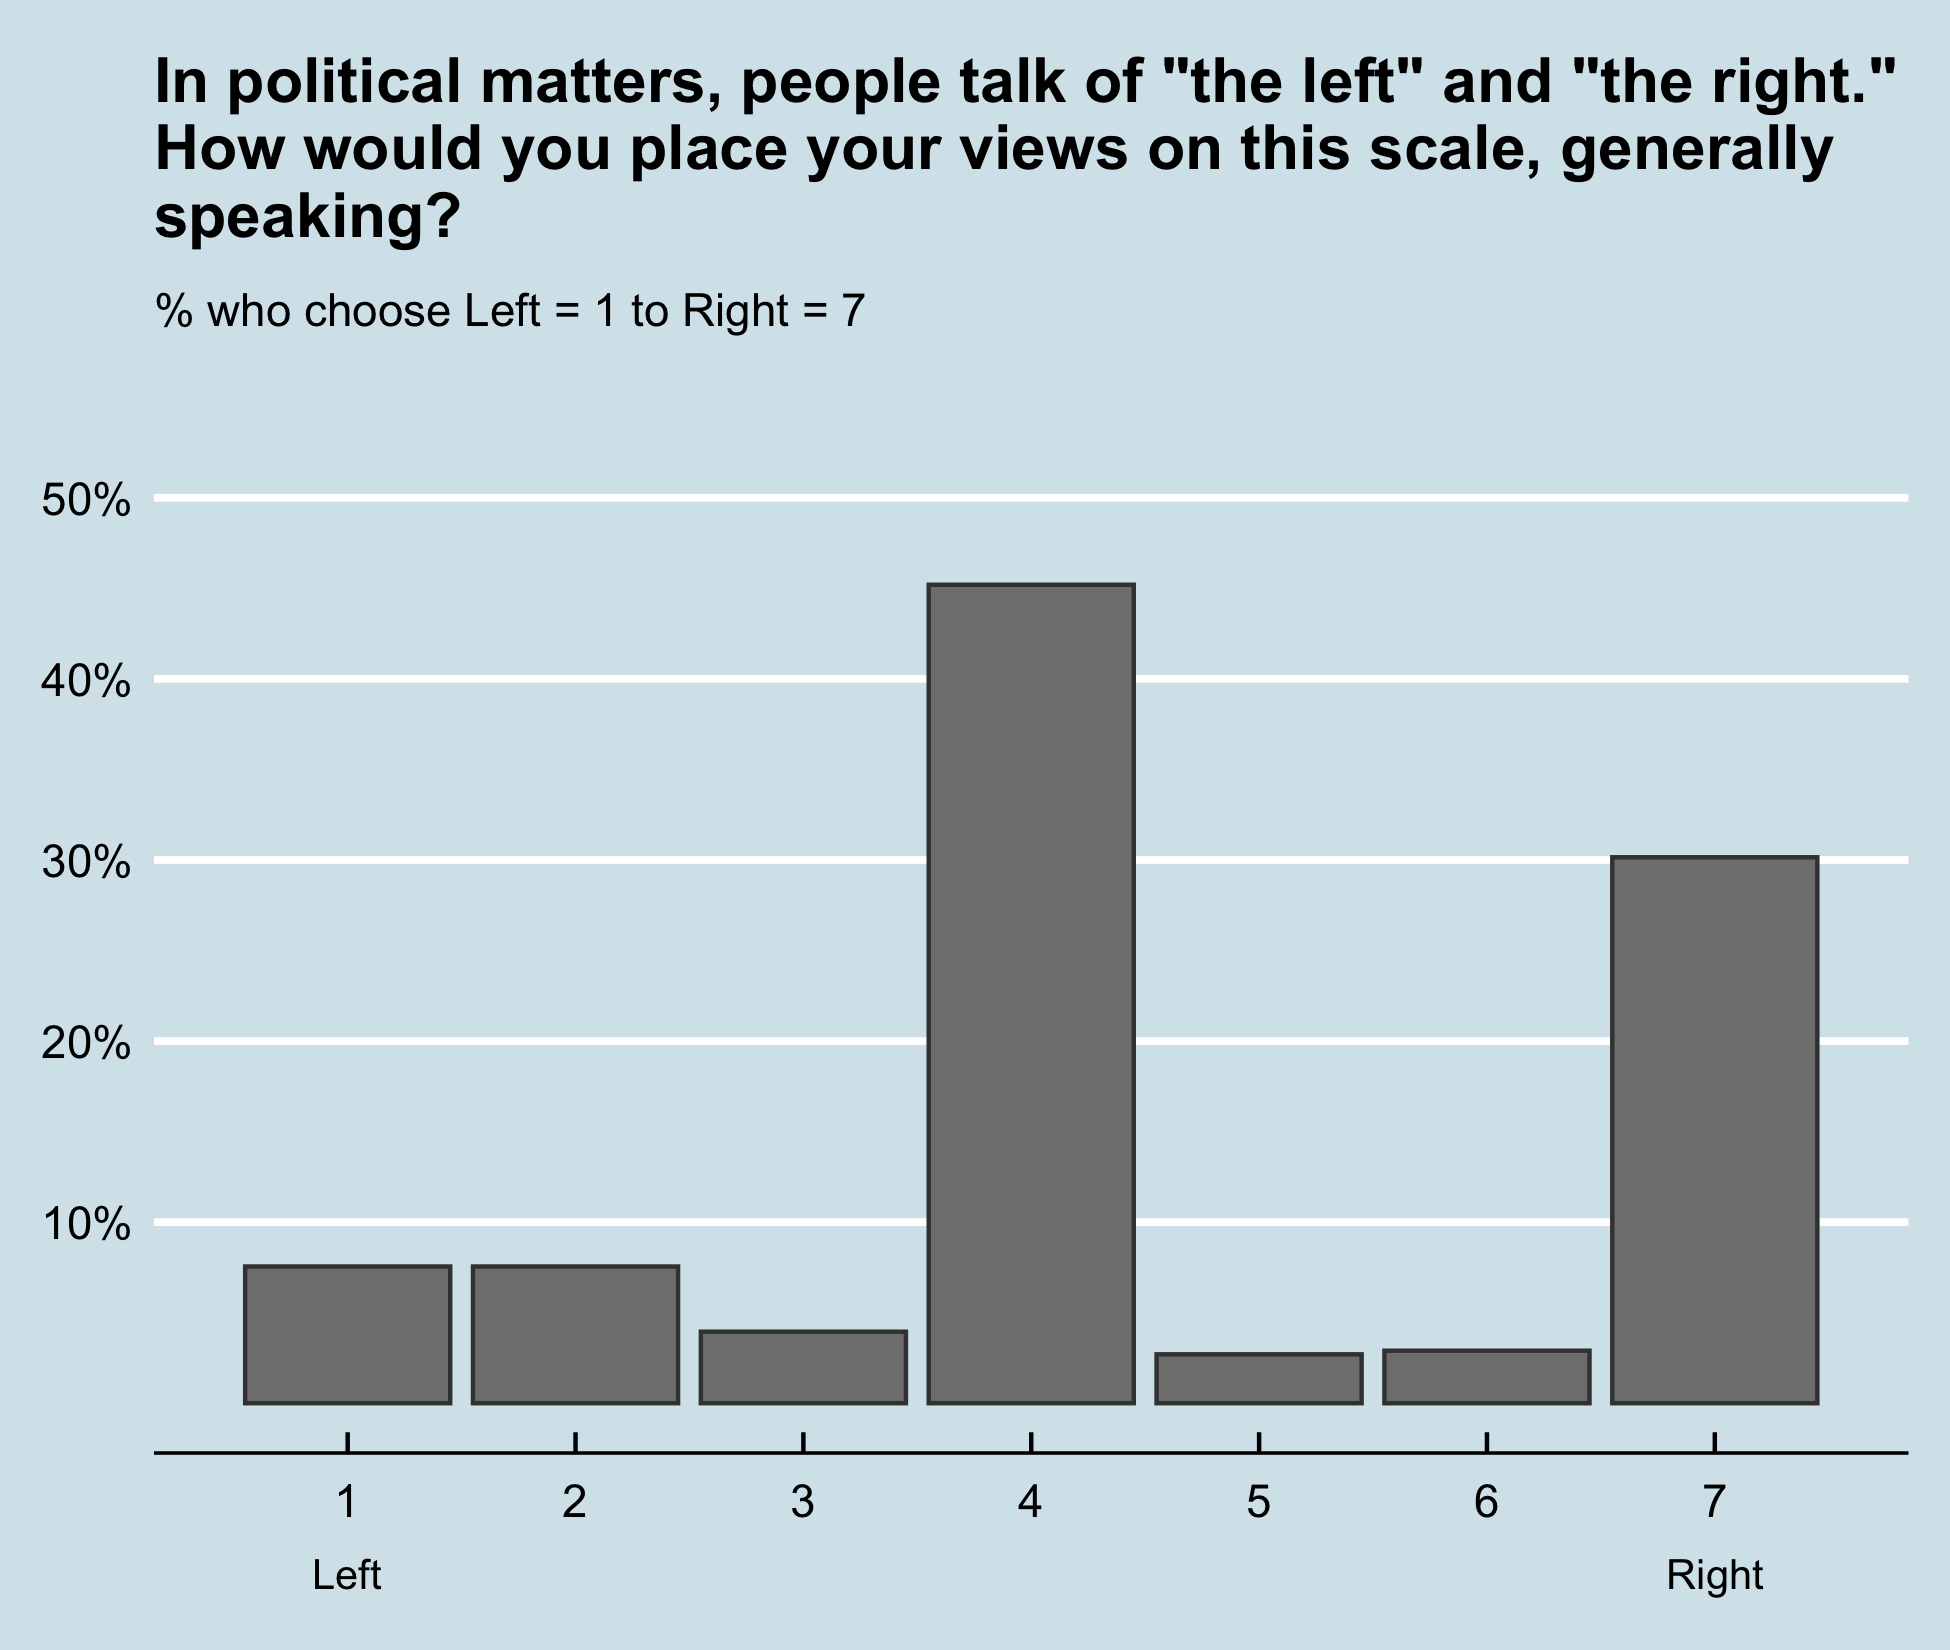 In political matters, people talk of "the left" and "the right."
How would you place your views on this scale, generally
speaking?
% who choose Left = 1 to Right = 7
50%
40%
30%
20%
10%
1 2 3 4 5 6 7
Left Right